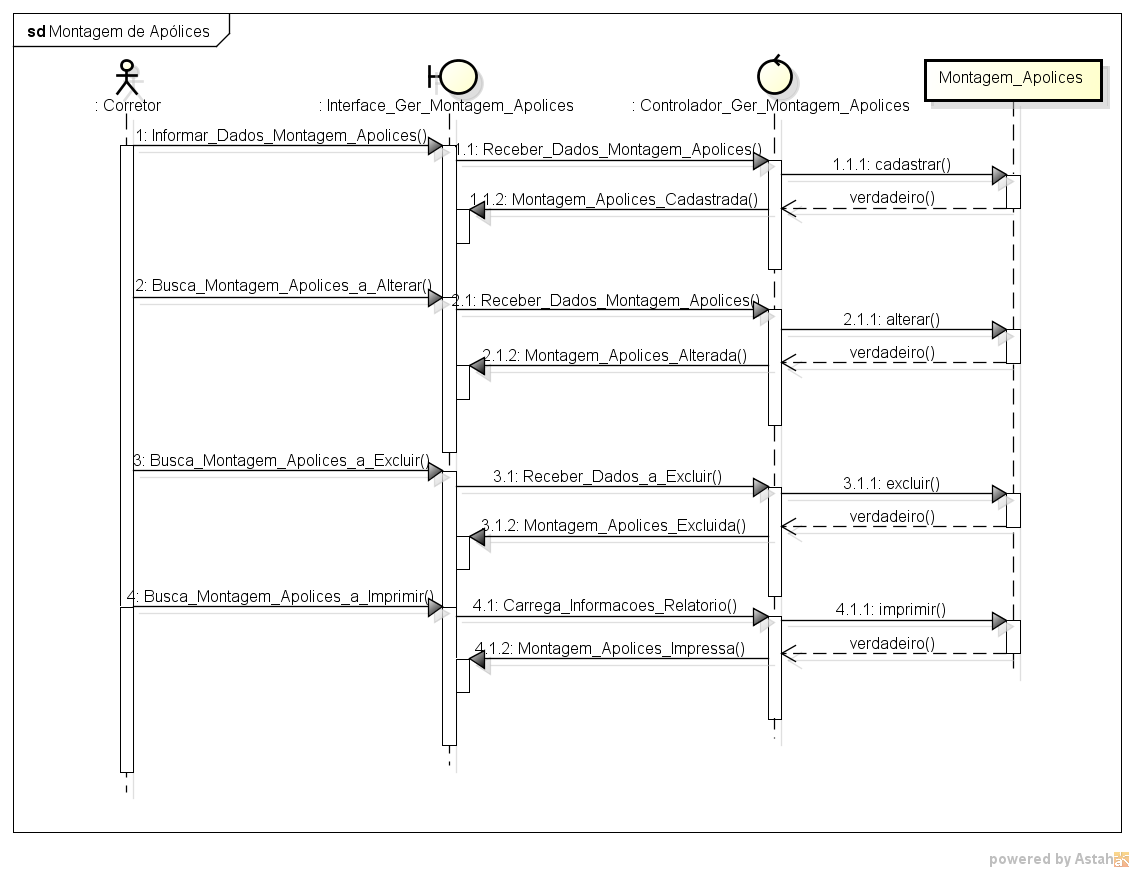 sd Montagem de Apólices
: Corretor
: Interface_Ger_Montagem_Apolices
: Controlador_Ger_Montagem_Apolices
Montagem_Apolices
1: Informar_Dados_Montagem_Apolices()
1.1: Receber_Dados_Montagem_Apolices()
1.1.1: cadastrar()
verdadeiro()
1.1.2: Montagem_Apolices_Cadastrada()
2: Busca_Montagem_Apolices_a_Alterar()
2.1: Receber_Dados_Montagem_Apolices()
2.1.1: alterar()
verdadeiro()
2.1.2: Montagem_Apolices_Alterada()
3: Busca_Montagem_Apolices_a_Excluir()
3.1: Receber_Dados_a_Excluir()
3.1.1: excluir()
verdadeiro()
3.1.2: Montagem_Apolices_Excluida()
4: Busca_Montagem_Apolices_a_Imprimir()
4.1: Carrega_Informacoes_Relatorio()
4.1.1: imprimir()
verdadeiro()
4.1.2: Montagem_Apolices_Impressa()
powered by Astah